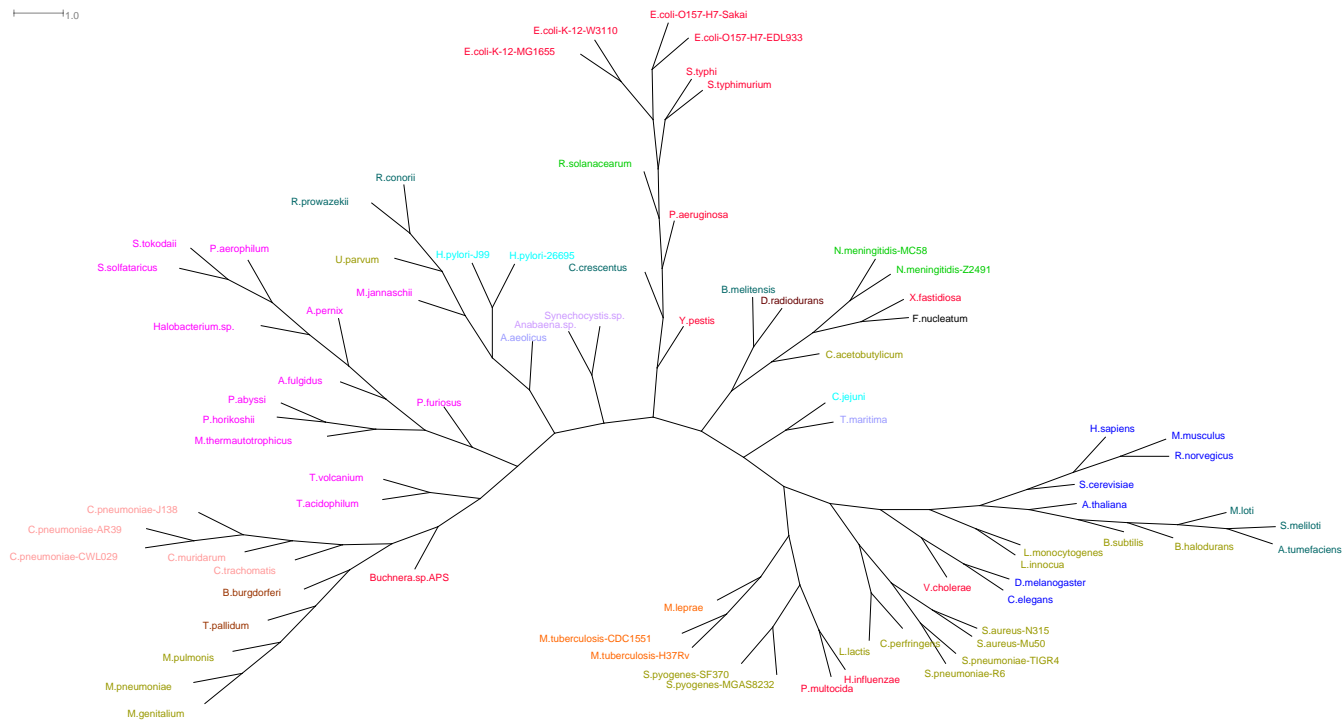 1.0
E.coli-O157-H7-Sakai
E.coli-K-12-W3110
E.coli-O157-H7-EDL933
E.coli-K-12-MG1655
S.typhi
S.typhimurium
R.solanacearum
R.conorii
R.prowazekii
P.aeruginosa
S.tokodaii
P.aerophilum
N.meningitidis-MC58
H.pylori-J99
H.pylori-26695
U.parvum
S.solfataricus
C.crescentus
N.meningitidis-Z2491
B.melitensis
M.jannaschii
D.radiodurans
X.fastidiosa
A.pernix
Synechocystis.sp.
F.nucleatum
Halobacterium.sp.
Anabaena.sp.
Y.pestis
A.aeolicus
C.acetobutylicum
A.fulgidus
P.abyssi
P.furiosus
C.jejuni
P.horikoshii
T.maritima
H.sapiens
M.musculus
M.thermautotrophicus
R.norvegicus
T.volcanium
S.cerevisiae
T.acidophilum
A.thaliana
C.pneumoniae-J138
M.loti
C.pneumoniae-AR39
S.meliloti
B.subtilis
B.halodurans
A.tumefaciens
C.pneumoniae-CWL029
C.muridarum
L.monocytogenes
L.innocua
C.trachomatis
Buchnera.sp.APS
D.melanogaster
V.cholerae
B.burgdorferi
C.elegans
M.leprae
T.pallidum
S.aureus-N315
M.tuberculosis-CDC1551
C.perfringens
S.aureus-Mu50
M.tuberculosis-H37Rv
L.lactis
M.pulmonis
S.pneumoniae-TIGR4
S.pyogenes-SF370
S.pneumoniae-R6
H.influenzae
S.pyogenes-MGAS8232
P.multocida
M.pneumoniae
M.genitalium